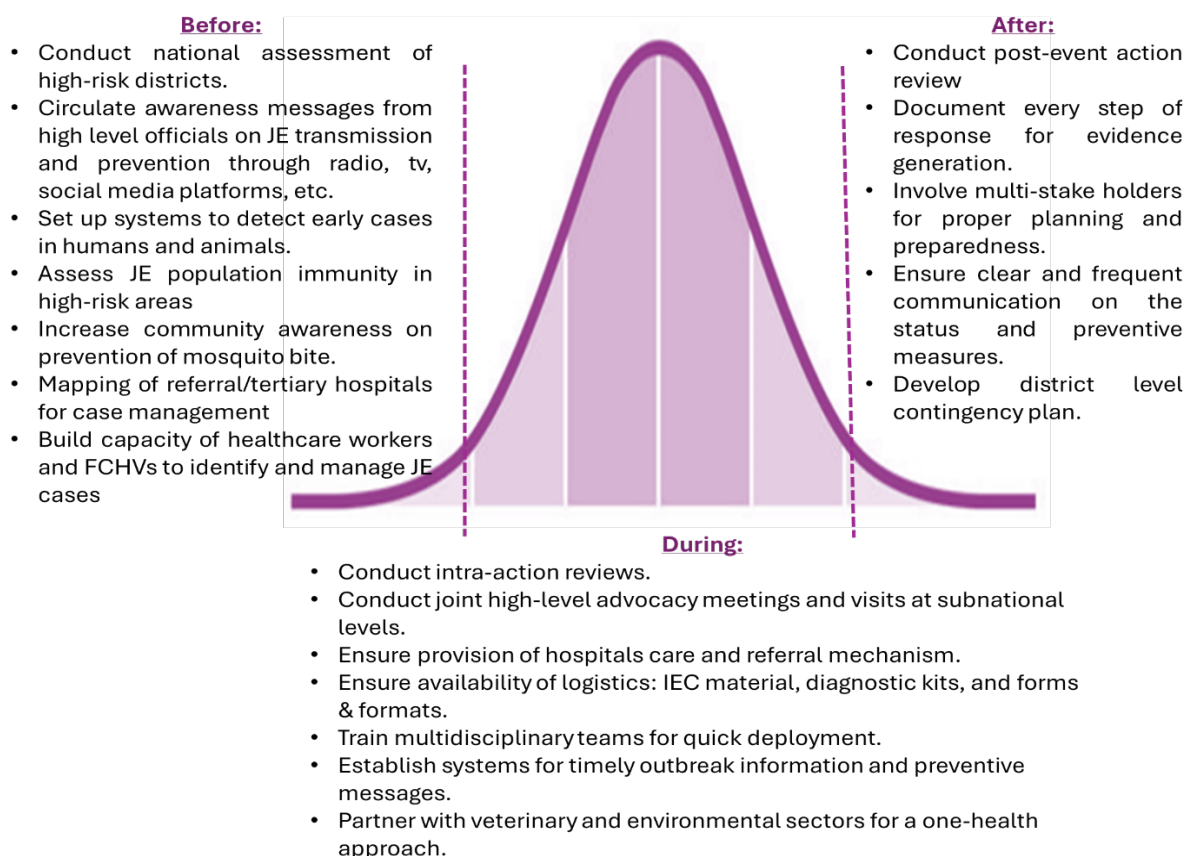 Before:
• Conduct national assessment of
high-risk districts.
• Circulate awareness messages from
high level officials on JE transmission
and prevention through radio, tv,
social media platforms, etc.
• Set up systems to detect early cases
in humans and animals.
• Assess JE population immunity in
high-risk areas
• Increase community awareness on
prevention of mosquito bite.
• Mapping of referral/tertiary hospitals
for case management
• Build capacity of healthcare workers
and FCHVs to identify and manage JE
cases
After:
• Conduct post-event action
review
• Document every step of
response for evidence
generation.
• Involve multi-stake holders
for proper planning and
preparedness.
• Ensure clear and frequent
communication on the
status and preventive
measures.
• Develop district level
contingency plan.
During:
• Conduct intra-action reviews.
• Conduct joint high-level advocacy meetings and visits at subnational
levels.
• Ensure provision of hospitals care and referral mechanism.
• Ensure availability of logistics: IEC material, diagnostic kits, and forms
& formats.
• Train multidisciplinary teams for quick deployment.
• Establish systems for timely outbreak information and preventive
messages.
• Partner with veterinary and environmental sectors for a one-health
approach.